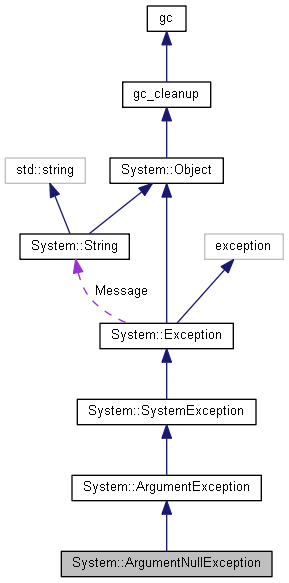 gc
gc_cleanup
std::string
System::Object
System::String
exception
Message
System::Exception
System::SystemException
System::ArgumentException
System::ArgumentNullException